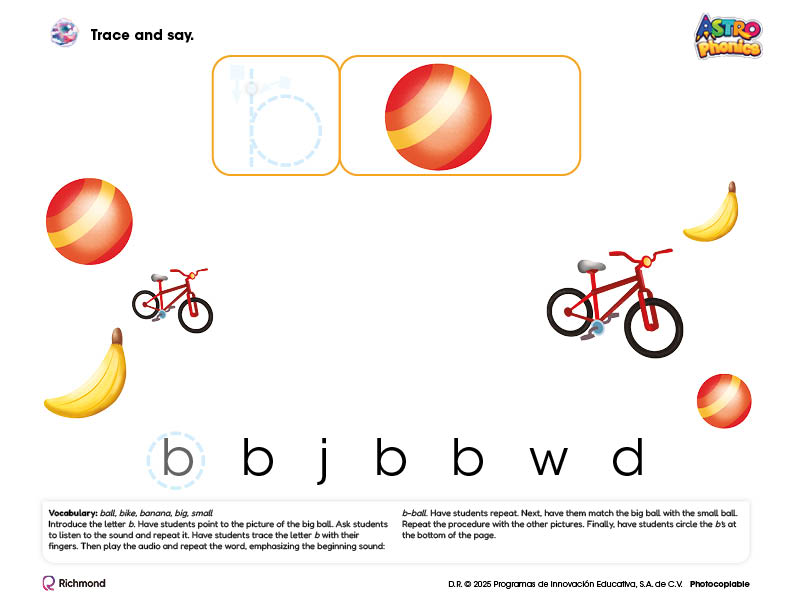 Trace and say.
ASTRO
Phonics
b
b b j b b w d
Vocabulary: ball, bike, banana, big, small
Introduce the letter b. Have students point to the picture of the big ball. Ask students
to listen to the sound and repeat it. Have students trace the letter b with their
fingers. Then play the audio and repeat the word, emphasizing the beginning sound:
b-ball. Have students repeat. Next, have them match the big ball with the small ball.
Repeat the procedure with the other pictures. Finally, have students circle the b's at
the bottom of the page.
Richmond
D.R. © 2025 Programas de Innovación Educativa, S.A. de C.V. Photocopiable